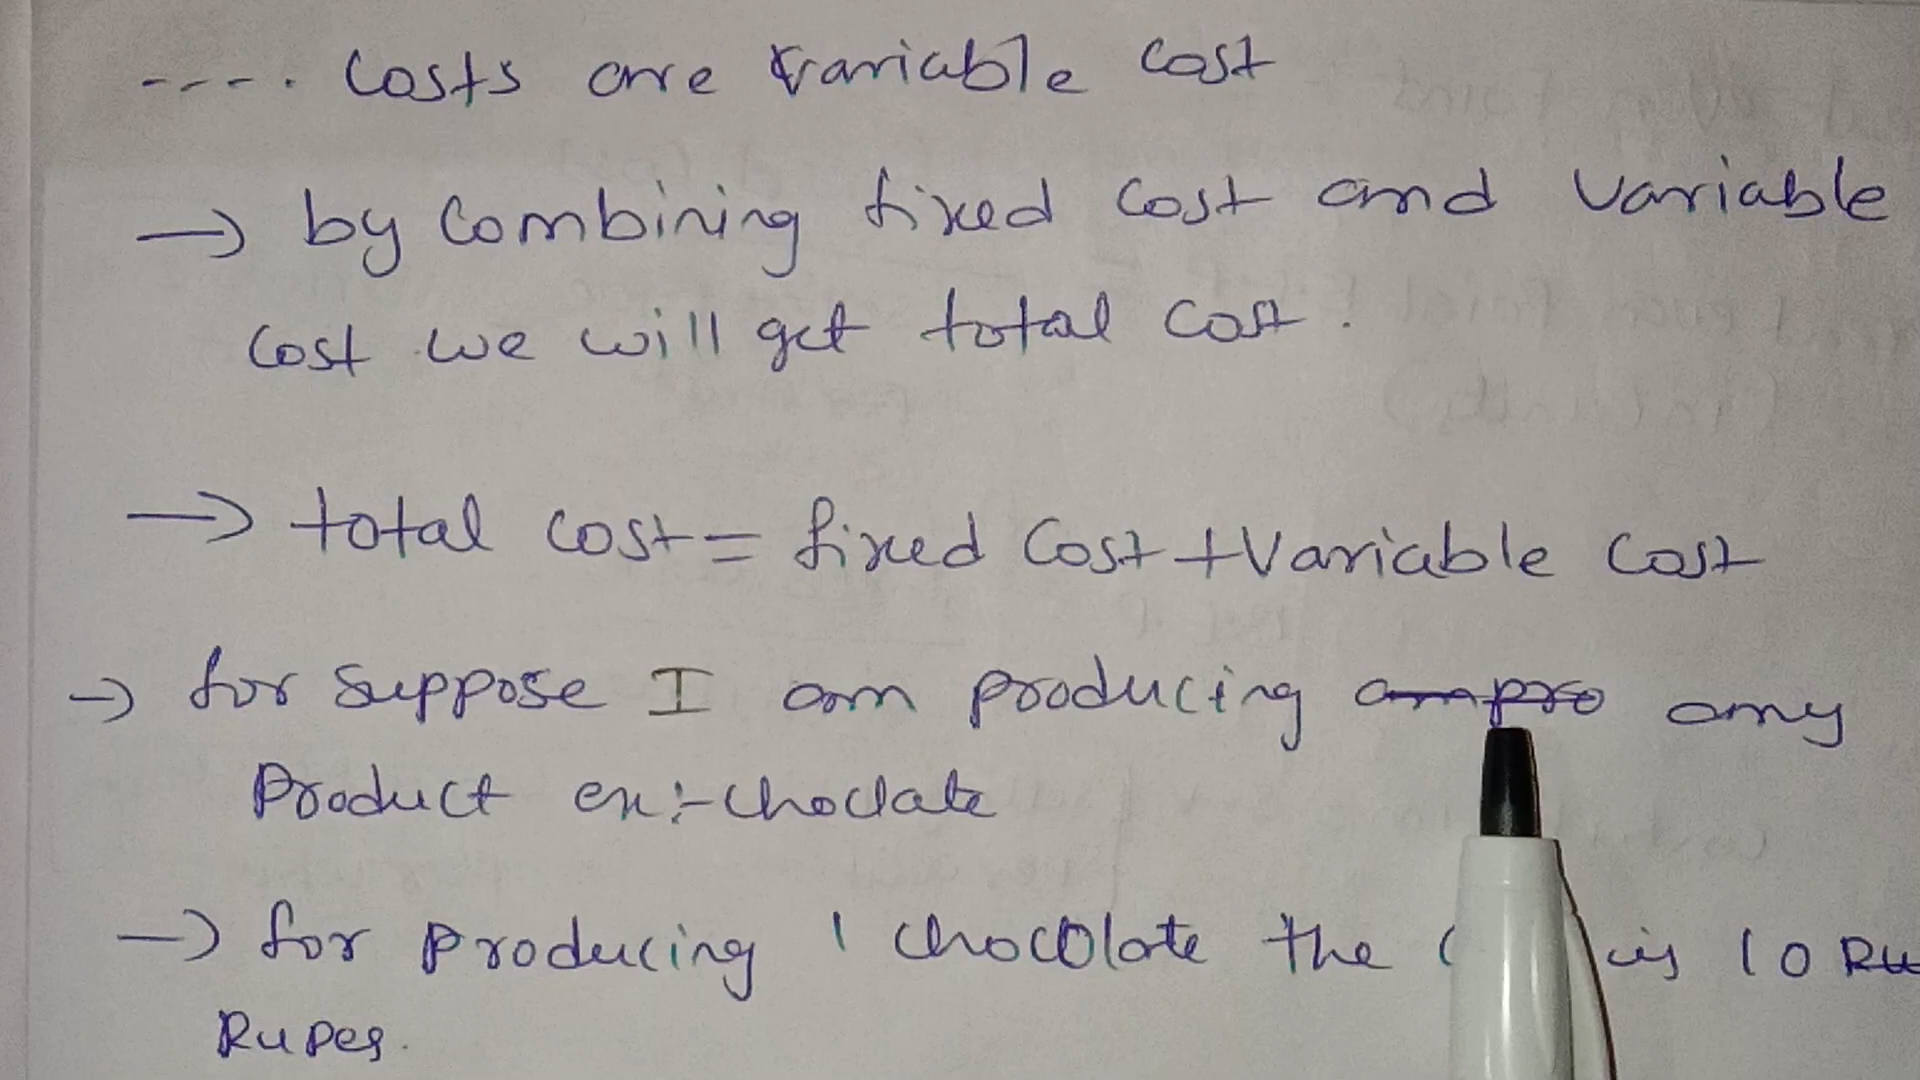 ----. Costs are variable cost
→ by Combining fixed Cost and Variable
Cost we will get total cost.
→ total cost = fixed Cost + Variable Cost
→ for suppose I am producing any
Product ex:- choclate
→ for Producing 1 chocolate the is 10 Ru
Rupes.